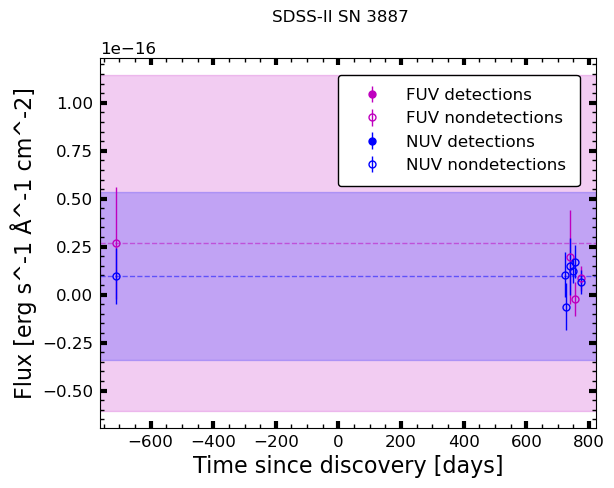 SDSS-II SN 3887
1e−16
FUV detections
FUV nondetections
NUV detections
NUV nondetections
1.00
0.75
0.50
0.25
0.00
−0.25
−0.50
Flux [erg s^-1 Å^-1 cm^-2]
−600 −400 −200 0 200 400 600 800
Time since discovery [days]